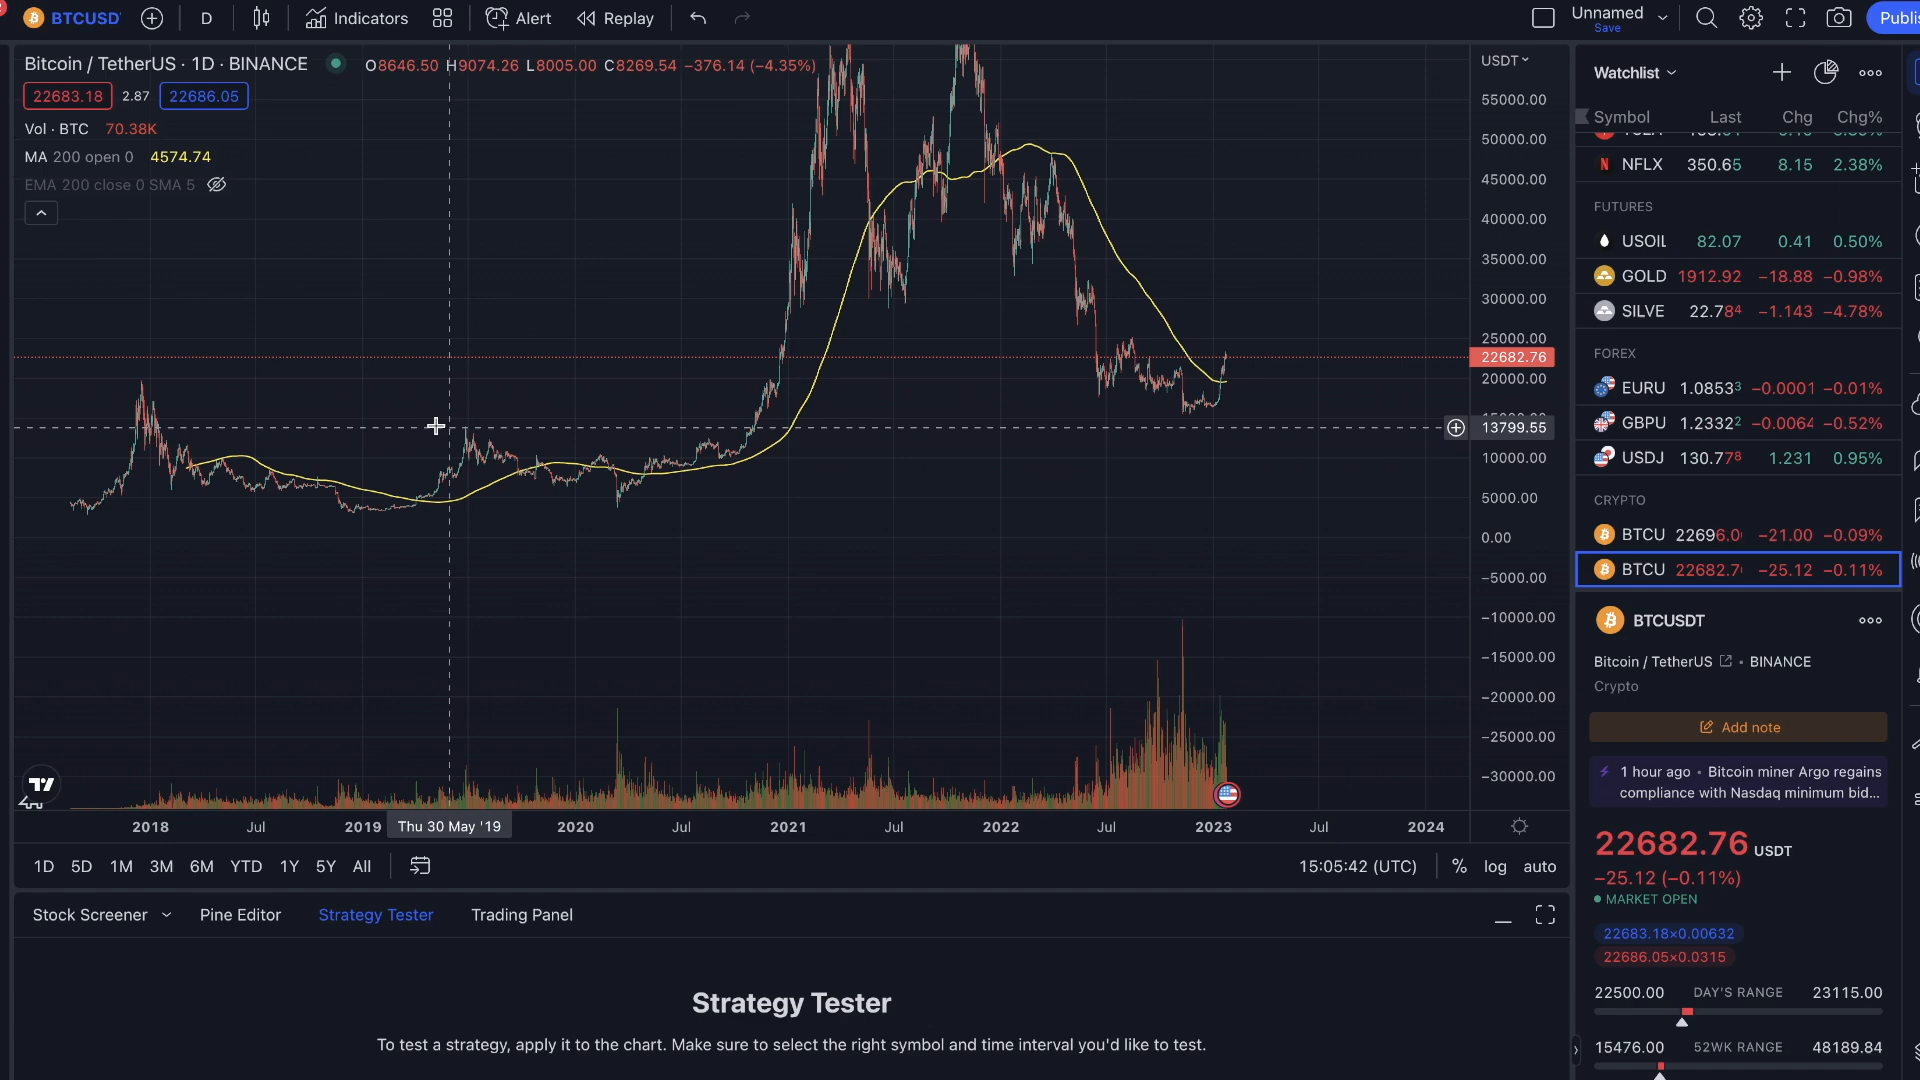 BTCUSD
D
Indicators
Alert
Replay
Unnamed
Save
Bitcoin / TetherUS · 1D · BINANCE
O8646.50 H9074.26 L8005.00 C8269.54 −376.14 (−4.35%)
22683.18 2.87 22686.05
Vol · BTC 70.38K
MA 200 open 0 4574.74
EMA 200 close 0 SMA 5
USDT
55000.00
50000.00
45000.00
40000.00
35000.00
30000.00
25000.00
22682.76
20000.00
13799.55
10000.00
5000.00
0.00
−5000.00
−10000.00
−15000.00
−20000.00
−25000.00
−30000.00
2018 Jul 2019 Thu 30 May '19 2020 Jul 2021 Jul 2022 Jul 2023 Jul 2024
1D 5D 1M 3M 6M YTD 1Y 5Y All
15:05:42 (UTC) % log auto
Stock Screener Pine Editor Strategy Tester Trading Panel
Strategy Tester
To test a strategy, apply it to the chart. Make sure to select the right symbol and time interval you'd like to test.
Watchlist
Symbol Last Chg Chg%
NFLX 350.65 8.15 2.38%
FUTURES
USOIL 82.07 0.41 0.50%
GOLD 1912.92 −18.88 −0.98%
SILVE 22.784 −1.143 −4.78%
FOREX
EURU 1.08533 −0.0001 −0.01%
GBPU 1.23322 −0.0064 −0.52%
USDJ 130.778 1.231 0.95%
CRYPTO
BTCU 22696.0 −21.00 −0.09%
BTCU 22682.7 −25.12 −0.11%
BTCUSDT
Bitcoin / TetherUS • BINANCE
Crypto
Add note
1 hour ago • Bitcoin miner Argo regains
compliance with Nasdaq minimum bid...
22682.76 USDT
−25.12 (−0.11%)
MARKET OPEN
22683.18×0.00632
22686.05×0.0315
22500.00 DAY'S RANGE 23115.00
15476.00 52WK RANGE 48189.84